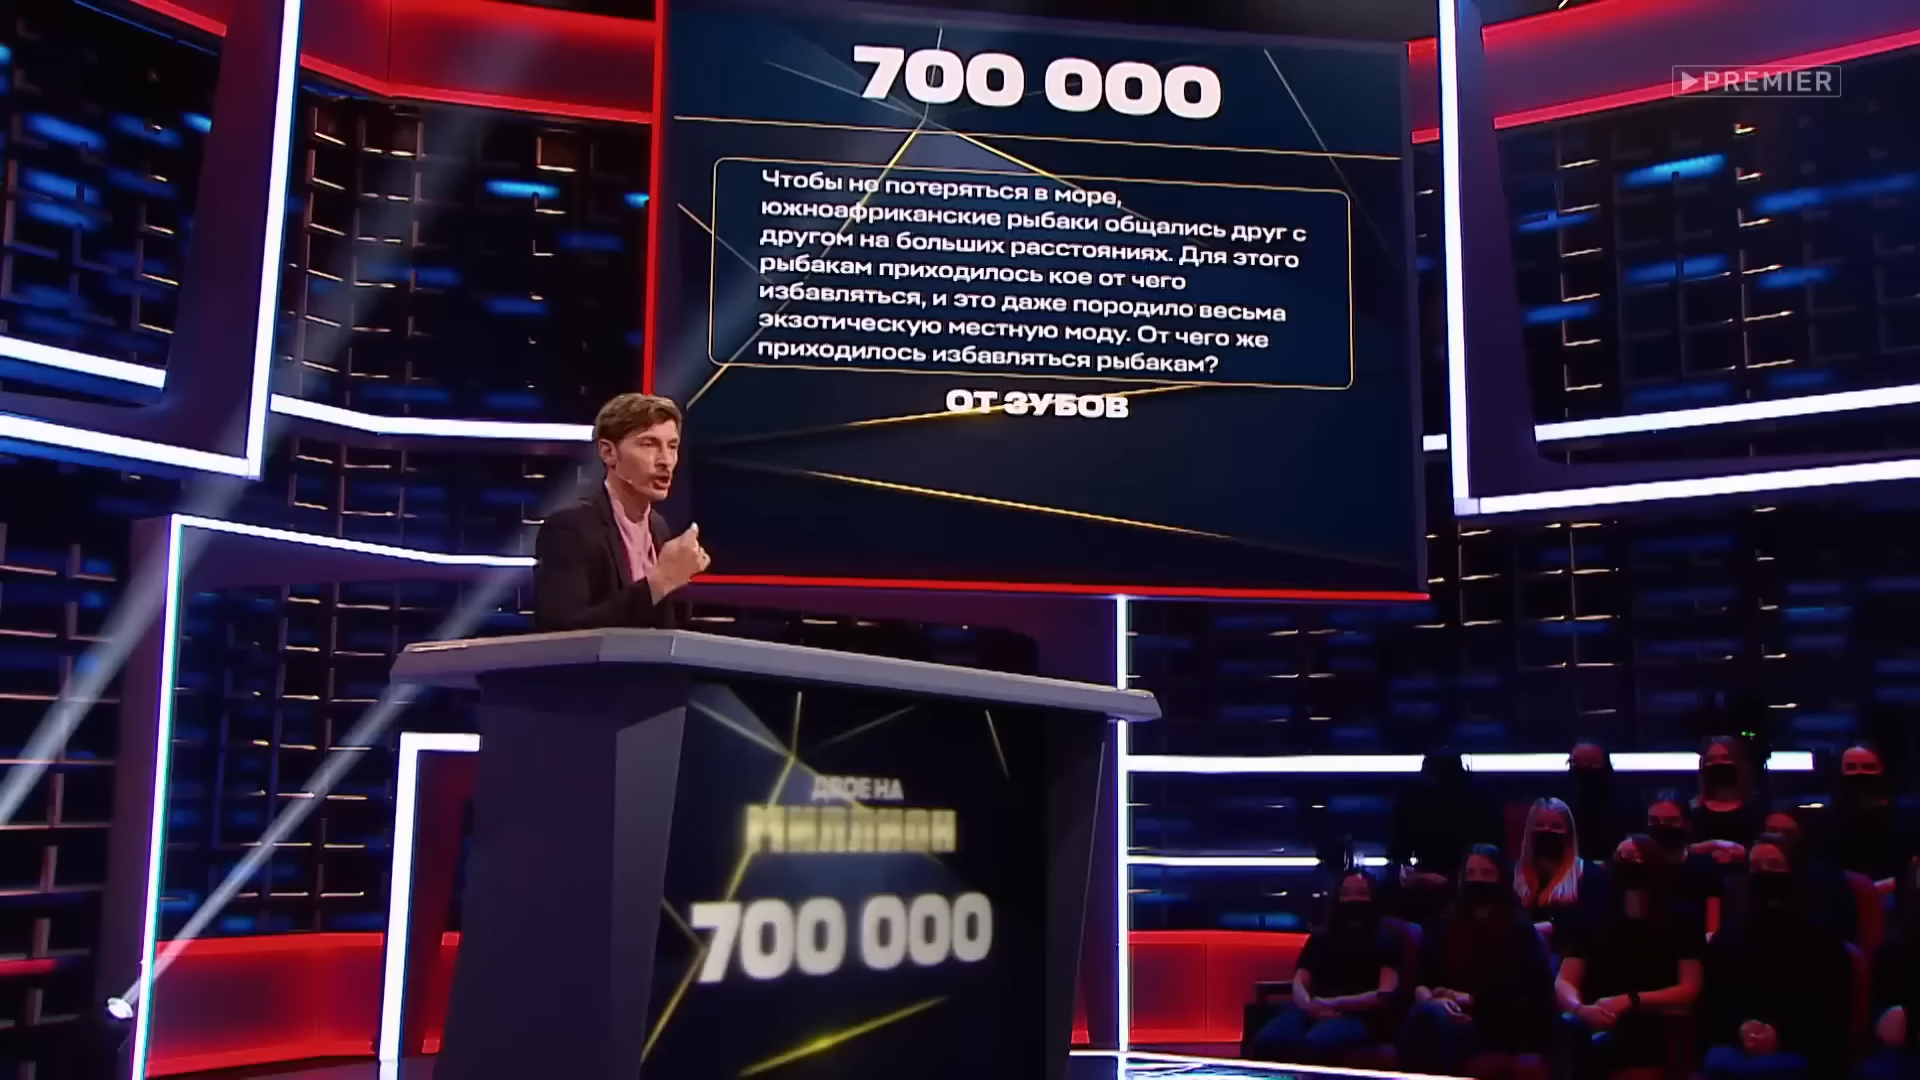 700 000
PREMIER
Чтобы не потеряться в море,
южноафриканские рыбаки общались друг с
другом на больших расстояниях. Для этого
рыбакам приходилось кое от чего
избавляться, и это даже породило весьма
экзотическую местную моду. От чего же
приходилось избавляться рыбакам?
ОТ ЗУБОВ
ДВОЕ НА
МИЛЛИОН
700 000